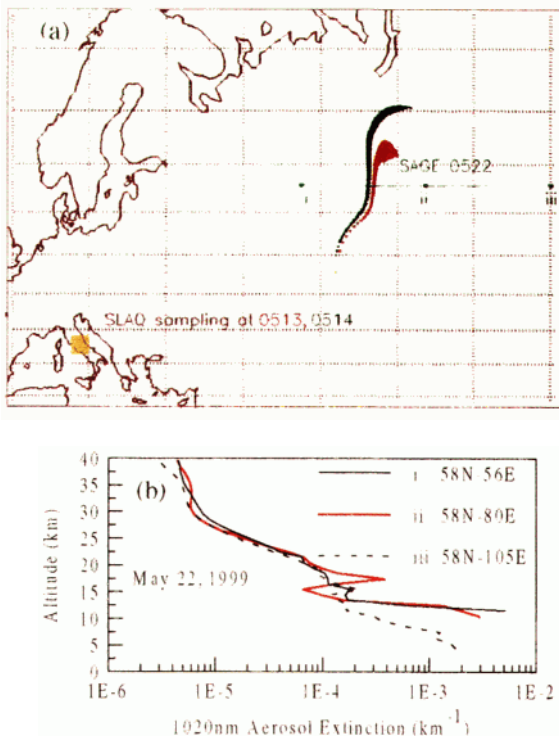 (a)
SAGE 0522
i
ii
iii
SLAQ sampling at 0513, 0514
(b)
i 58N-56E
ii 58N-80E
iii 58N-105E
May 22, 1999
Altitude (km)
40
35
30
25
20
15
10
5
0
1E-6 1E-5 1E-4 1E-3 1E-2
1020nm Aerosol Extinction (km⁻¹)